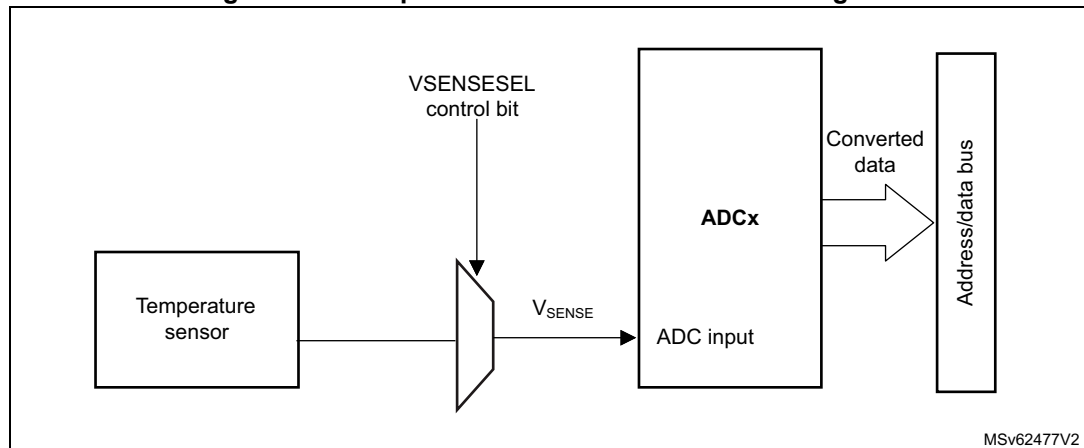 VSENSESEL
control bit
Converted
data
ADCx
Address/data bus
Temperature
sensor
VSENSE
ADC input
MSv62477V2